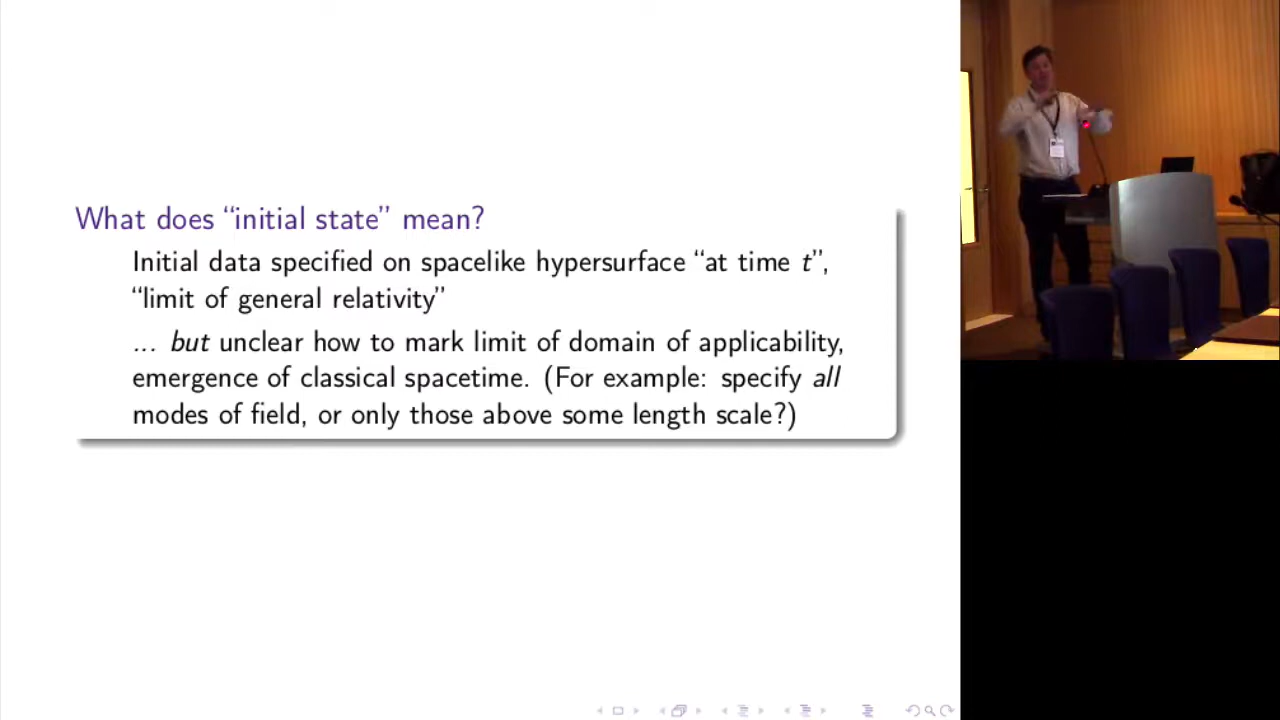 What does “initial state” mean?
Initial data specified on spacelike hypersurface “at time t”,
“limit of general relativity”
... but unclear how to mark limit of domain of applicability,
emergence of classical spacetime. (For example: specify all
modes of field, or only those above some length scale?)